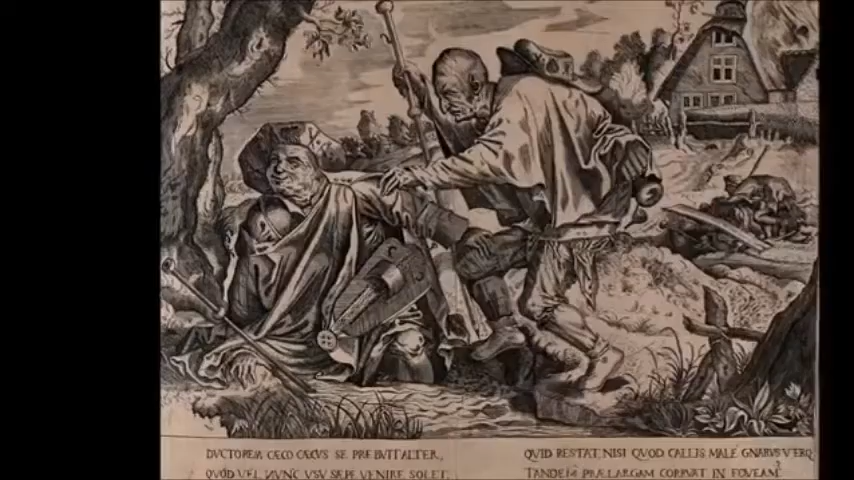 DVCTOREM CÆCO CÆCVS SE PRÆBVIT ALTER,
QVOD VEL NVNC VSV SÆPE VENIRE SOLET.
QVID RESTAT, NISI QVOD CALLIS MALE GNARVS VTERQ
TANDEM PRÆLARGAM CORRVAT IN FOVEAM?